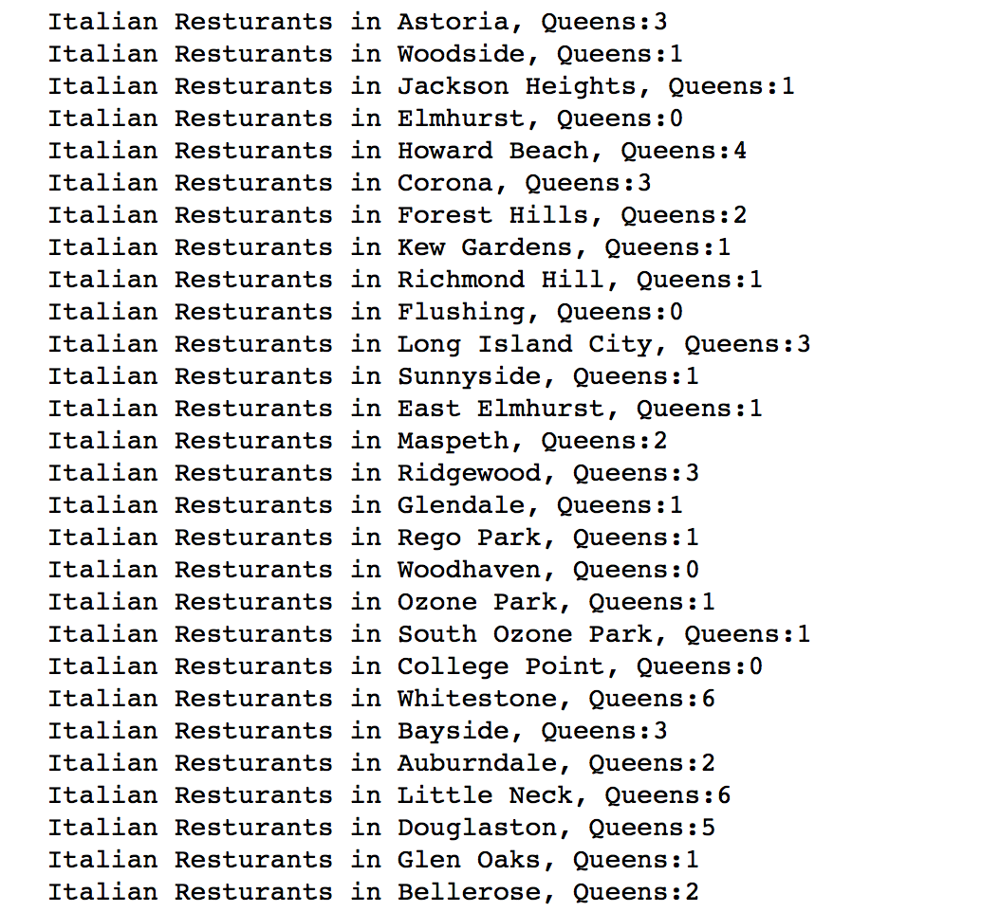 Italian Resturants in Astoria, Queens:3
Italian Resturants in Woodside, Queens:1
Italian Resturants in Jackson Heights, Queens:1
Italian Resturants in Elmhurst, Queens:0
Italian Resturants in Howard Beach, Queens:4
Italian Resturants in Corona, Queens:3
Italian Resturants in Forest Hills, Queens:2
Italian Resturants in Kew Gardens, Queens:1
Italian Resturants in Richmond Hill, Queens:1
Italian Resturants in Flushing, Queens:0
Italian Resturants in Long Island City, Queens:3
Italian Resturants in Sunnyside, Queens:1
Italian Resturants in East Elmhurst, Queens:1
Italian Resturants in Maspeth, Queens:2
Italian Resturants in Ridgewood, Queens:3
Italian Resturants in Glendale, Queens:1
Italian Resturants in Rego Park, Queens:1
Italian Resturants in Woodhaven, Queens:0
Italian Resturants in Ozone Park, Queens:1
Italian Resturants in South Ozone Park, Queens:1
Italian Resturants in College Point, Queens:0
Italian Resturants in Whitestone, Queens:6
Italian Resturants in Bayside, Queens:3
Italian Resturants in Auburndale, Queens:2
Italian Resturants in Little Neck, Queens:6
Italian Resturants in Douglaston, Queens:5
Italian Resturants in Glen Oaks, Queens:1
Italian Resturants in Bellerose, Queens:2